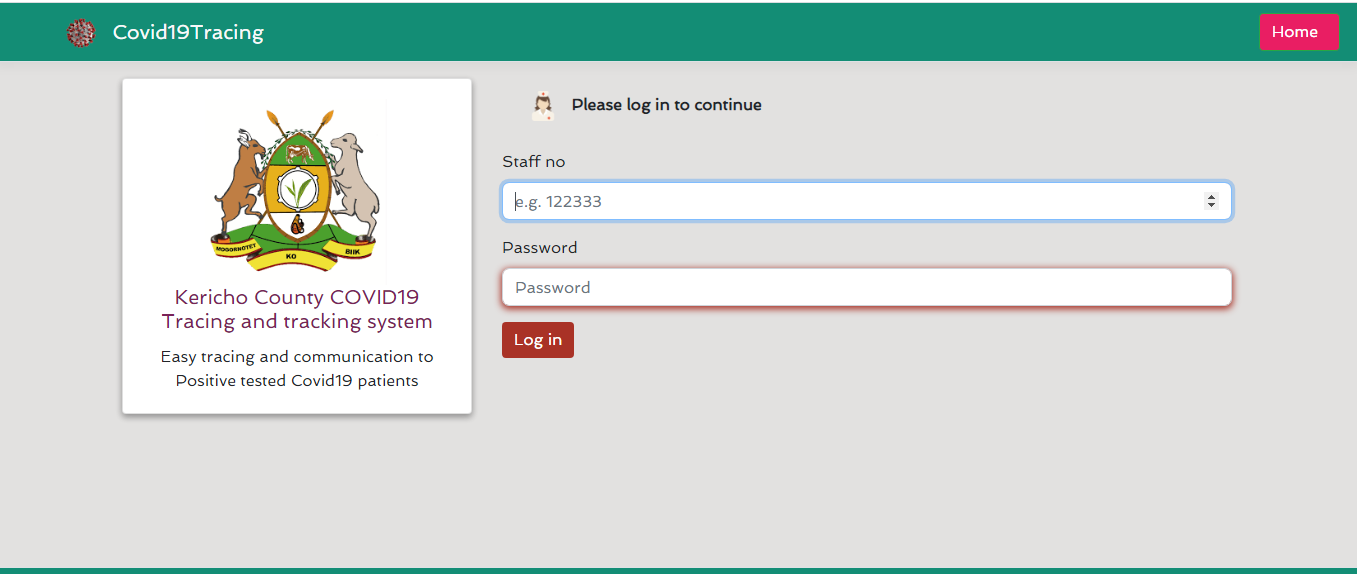 Covid19Tracing
Home
MOGORNOTET
KO
BIIK
Kericho County COVID19
Tracing and tracking system
Easy tracing and communication to
Positive tested Covid19 patients
Please log in to continue
Staff no
e.g. 122333
Password
Password
Log in